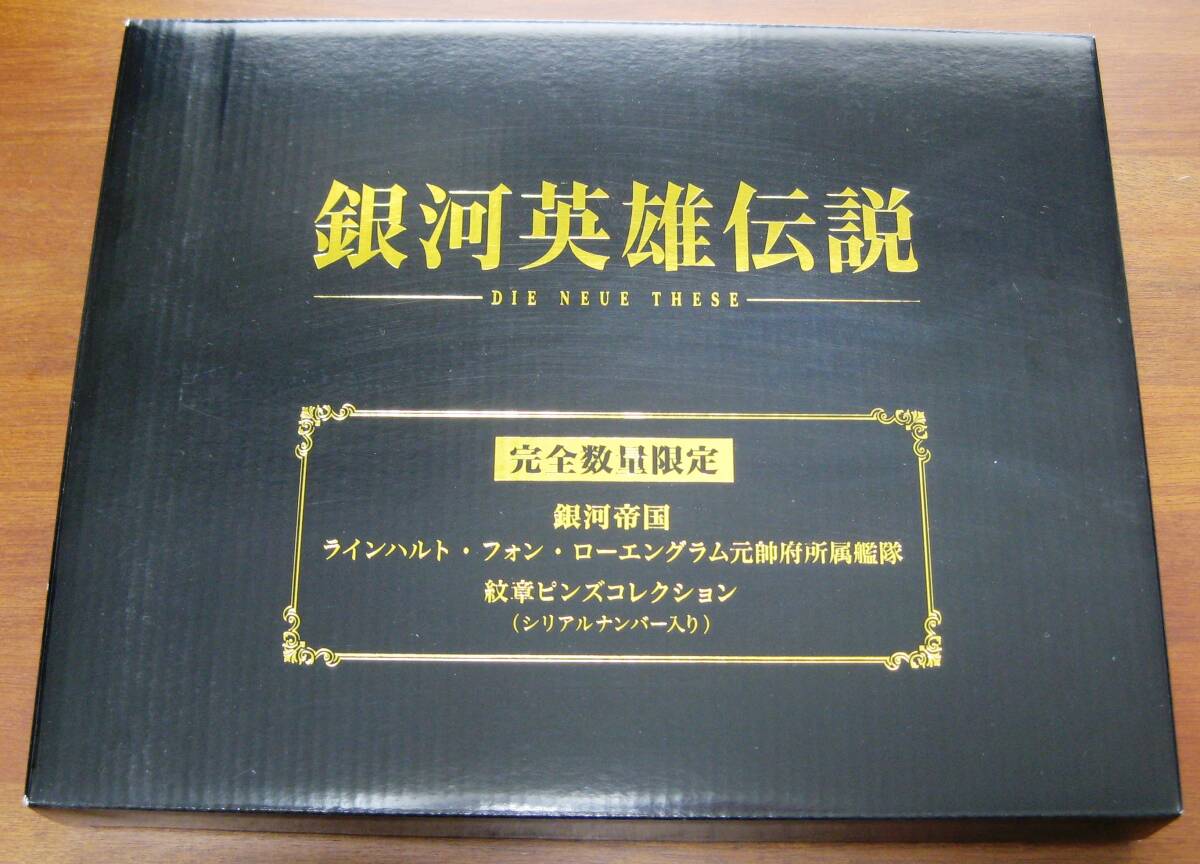 銀河英雄伝説
DIE NEUE THESE
完全数量限定
銀河帝国
ラインハルト・フォン・ローエングラム元帥府所属艦隊
紋章ピンズコレクション
(シリアルナンバー入り)